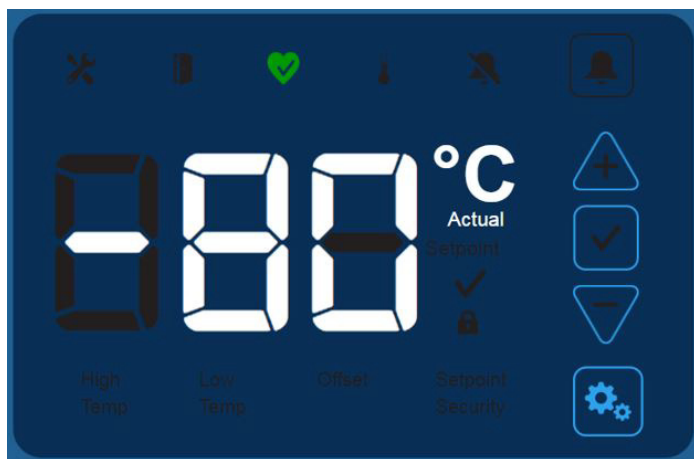 -80
°C
Actual
Setpoint
High
Temp
Low
Temp
Offset
Setpoint
Security